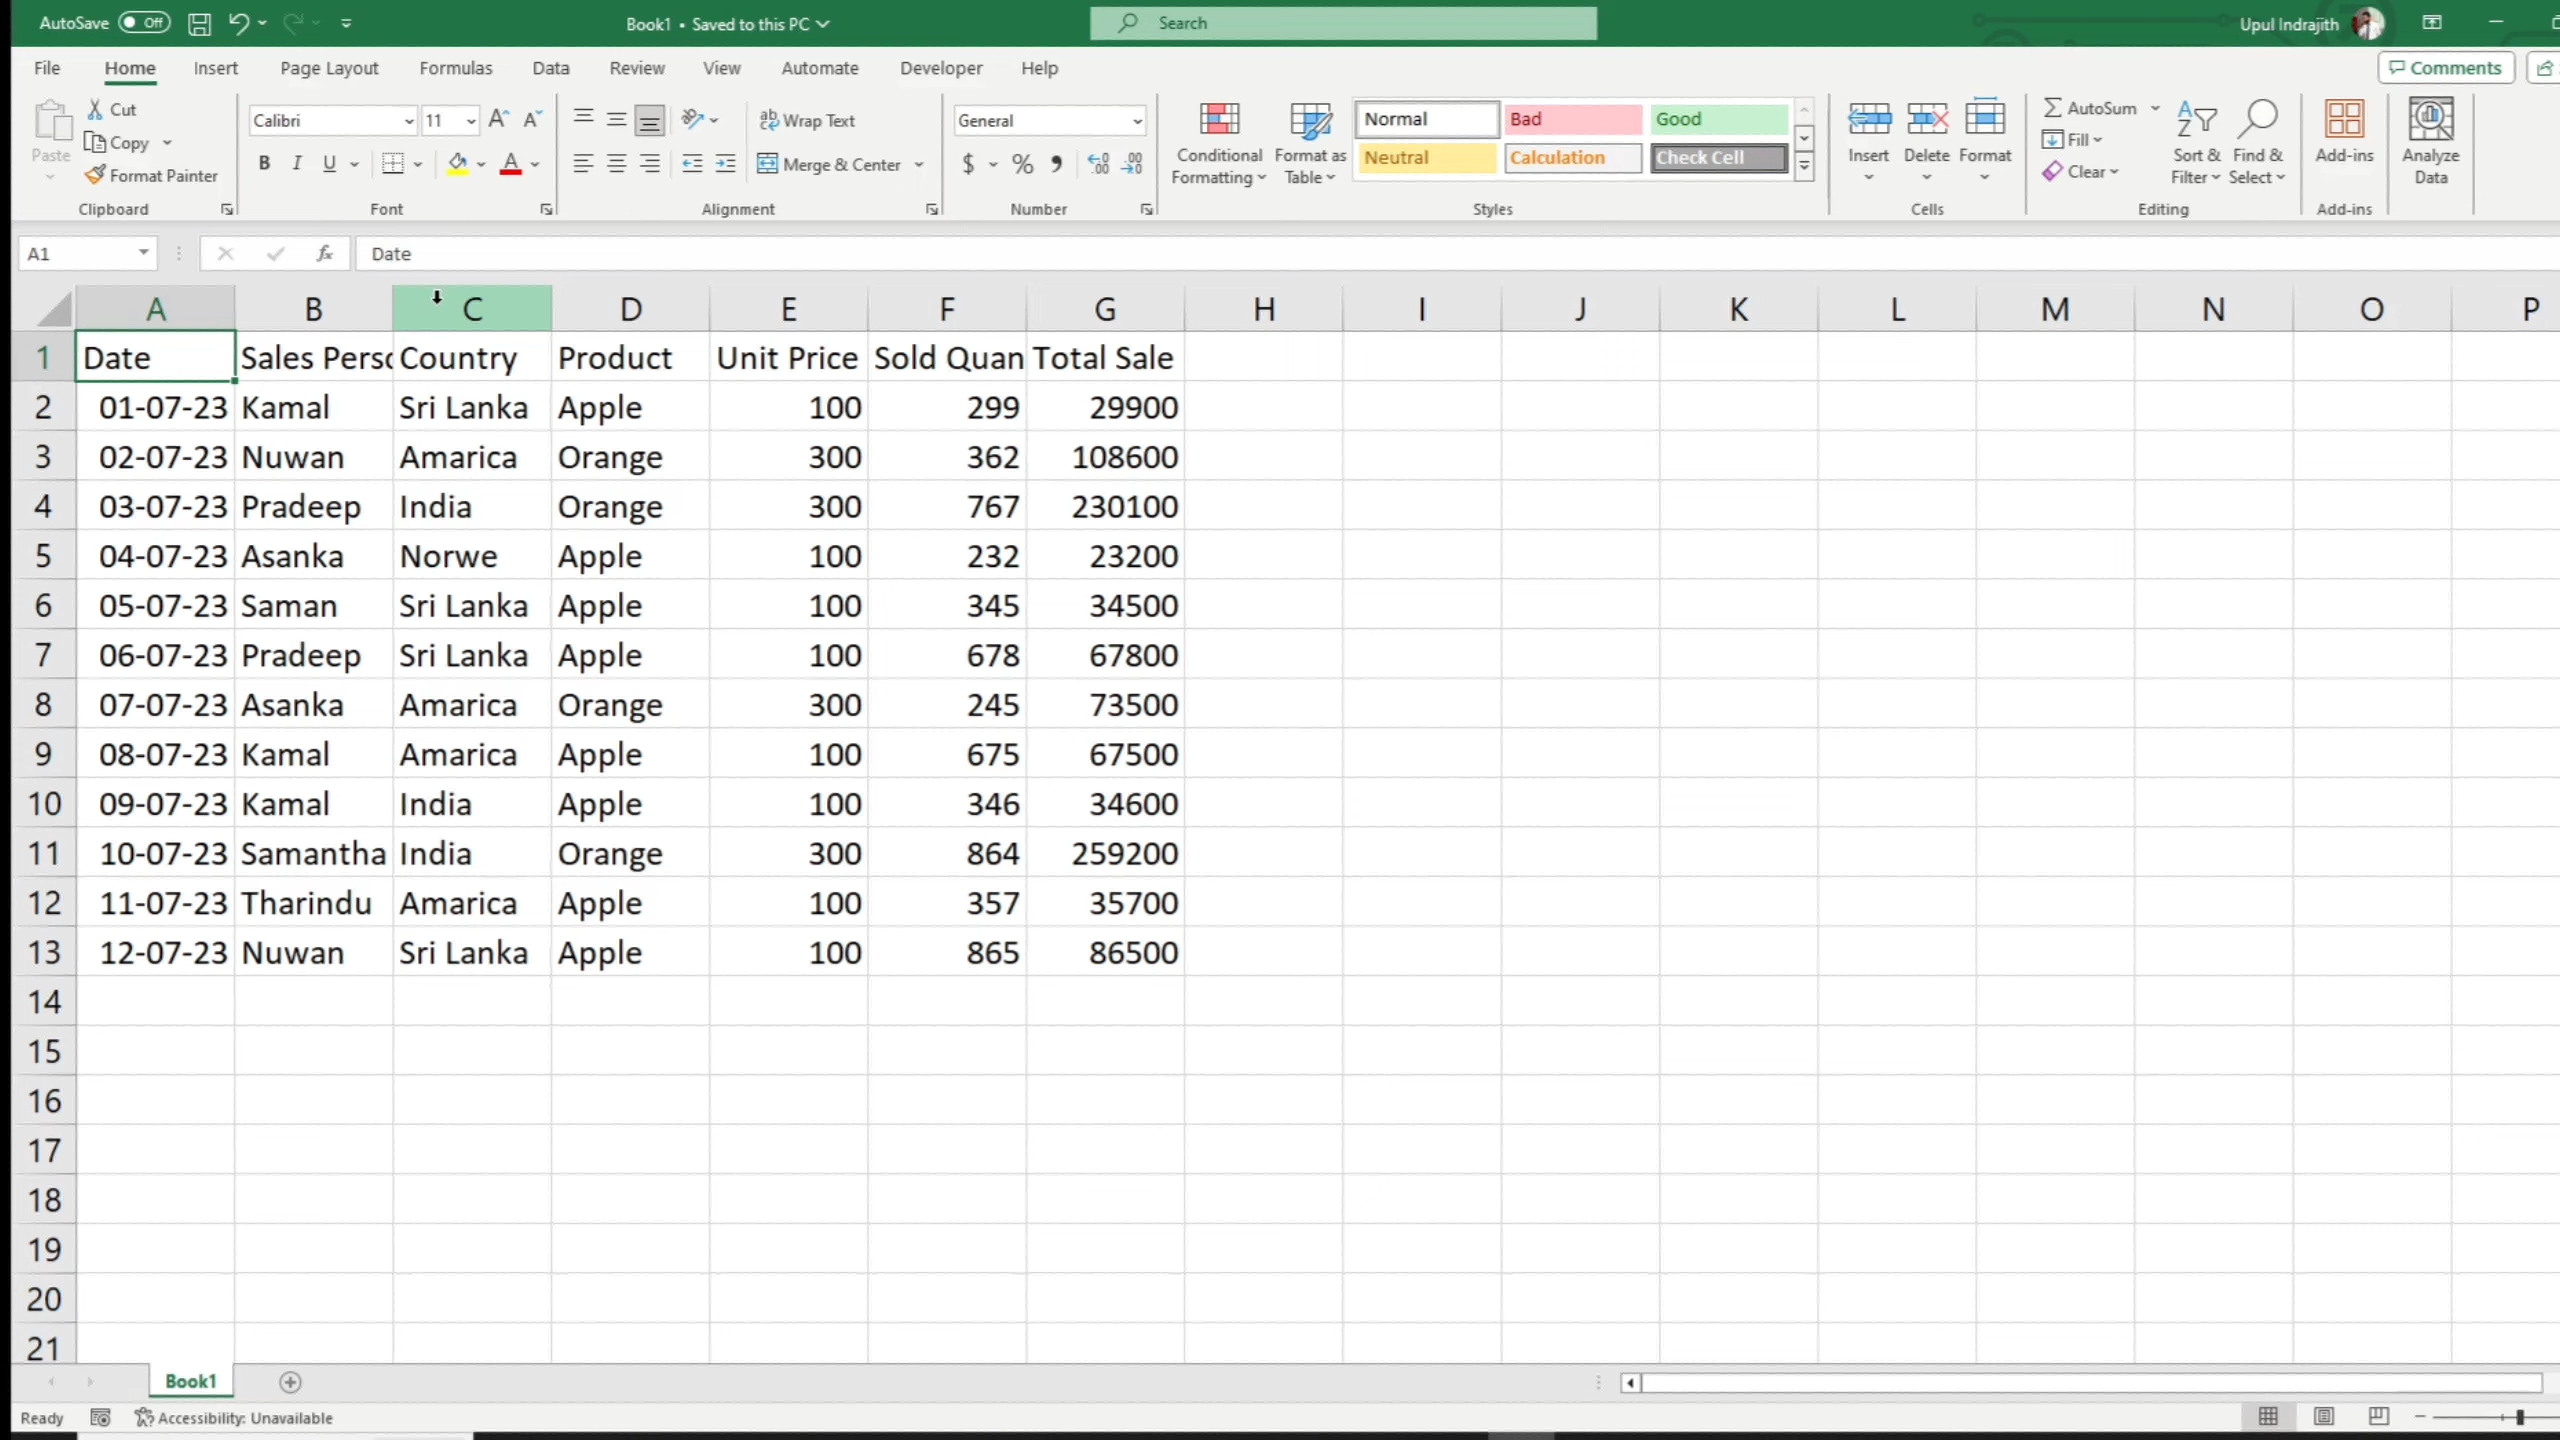 AutoSave Off Book1 • Saved to this PC Search Upul Indrajith
File Home Insert Page Layout Formulas Data Review View Automate Developer Help Comments
Paste Cut Copy Format Painter Clipboard
Calibri 11 B I U A Font
Wrap Text Merge & Center Alignment
General $ % Number
Conditional Formatting Format as Table
Normal Bad Good
Neutral Calculation Check Cell
Styles
Insert Delete Format Cells
AutoSum Fill Clear Sort & Filter Find & Select Editing
Add-ins Add-ins
Analyze Data
A1 fx Date
A B C D E F G H I J K L M N O P
1 Date Sales Perso Country Product Unit Price Sold Quan Total Sale
2 01-07-23 Kamal Sri Lanka Apple 100 299 29900
3 02-07-23 Nuwan Amarica Orange 300 362 108600
4 03-07-23 Pradeep India Orange 300 767 230100
5 04-07-23 Asanka Norwe Apple 100 232 23200
6 05-07-23 Saman Sri Lanka Apple 100 345 34500
7 06-07-23 Pradeep Sri Lanka Apple 100 678 67800
8 07-07-23 Asanka Amarica Orange 300 245 73500
9 08-07-23 Kamal Amarica Apple 100 675 67500
10 09-07-23 Kamal India Apple 100 346 34600
11 10-07-23 Samantha India Orange 300 864 259200
12 11-07-23 Tharindu Amarica Apple 100 357 35700
13 12-07-23 Nuwan Sri Lanka Apple 100 865 86500
14
15
16
17
18
19
20
21
Book1
Ready Accessibility: Unavailable